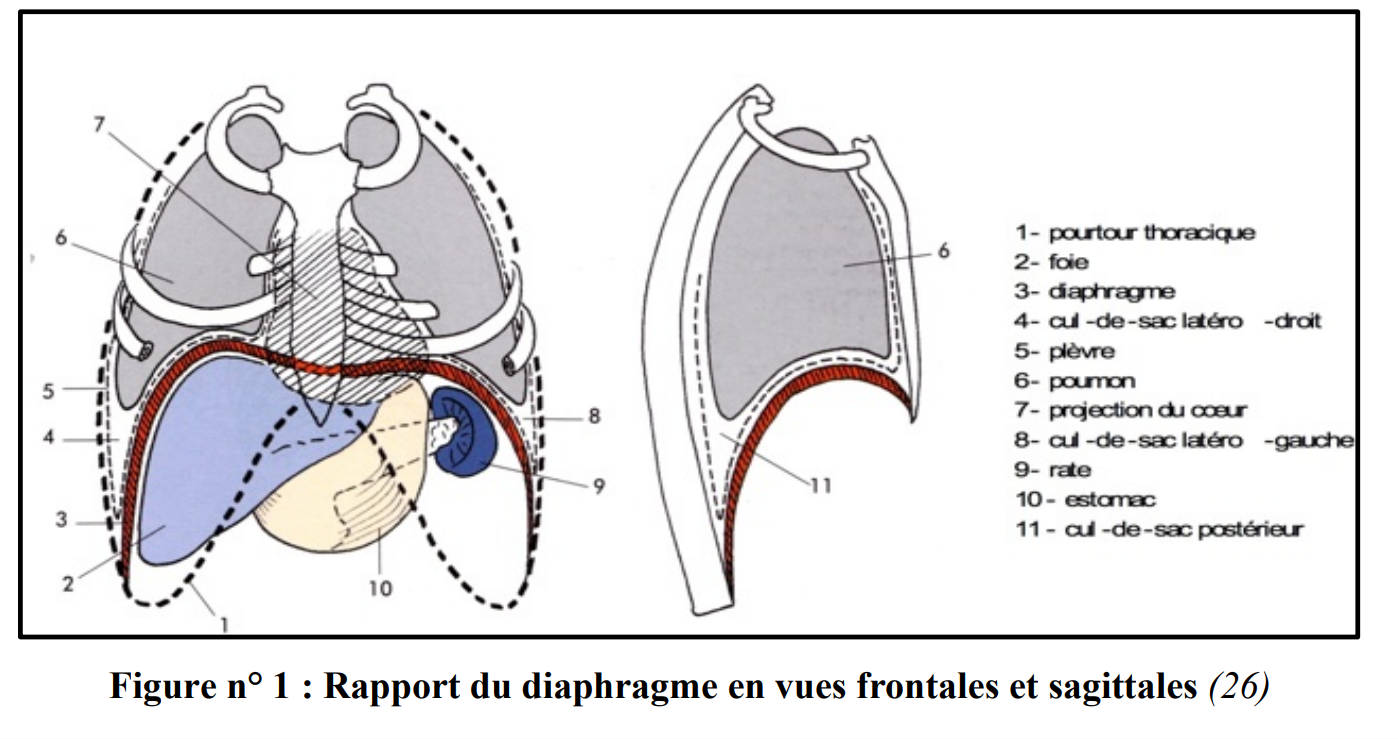 7
6
5
4
3
2
1
8
9
10
6
11
1- pourtour thoracique
2- foie
3- diaphragme
4- cul -de -sac latéro -droit
5- plèvre
6- poumon
7- projection du cœur
8- cul -de -sac latéro -gauche
9- rate
10- estomac
11- cul -de -sac postérieur
Figure n° 1 : Rapport du diaphragme en vues frontales et sagittales (26)